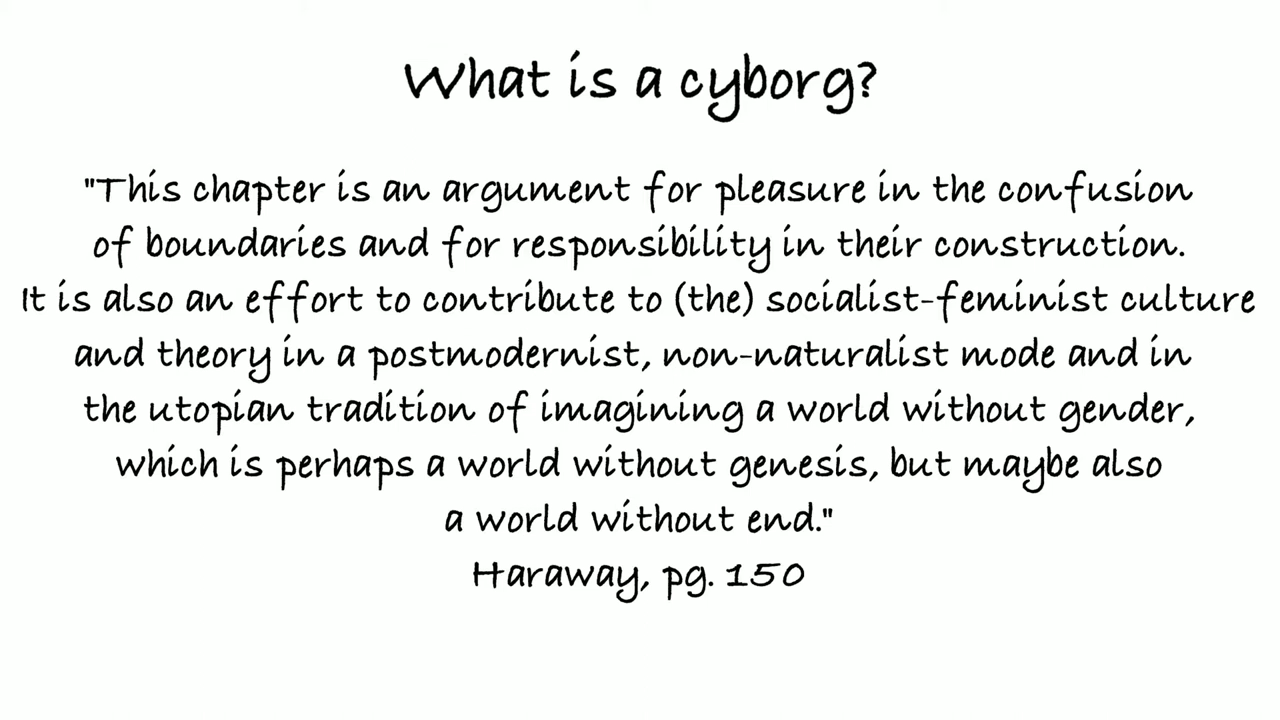 What is a cyborg?
"This chapter is an argument for pleasure in the confusion
of boundaries and for responsibility in their construction.
It is also an effort to contribute to (the) socialist-feminist culture
and theory in a postmodernist, non-naturalist mode and in
the utopian tradition of imagining a world without gender,
which is perhaps a world without genesis, but maybe also
a world without end."
Haraway, pg. 150